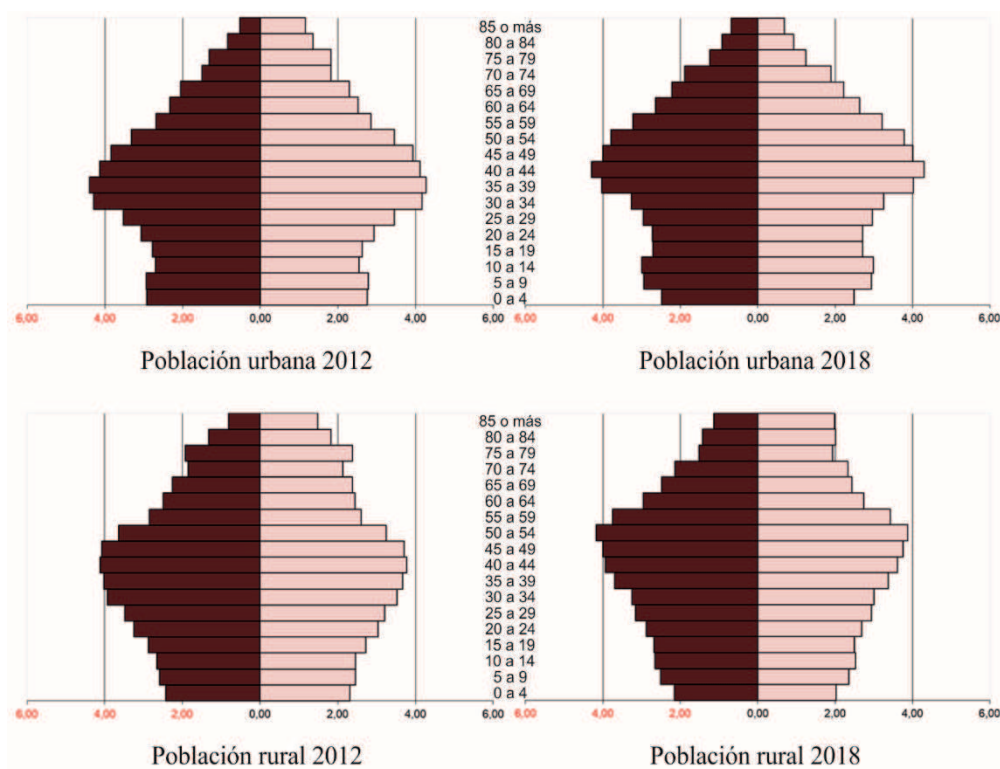 85 o más
80 a 84
75 a 79
70 a 74
65 a 69
60 a 64
55 a 59
50 a 54
45 a 49
40 a 44
35 a 39
30 a 34
25 a 29
20 a 24
15 a 19
10 a 14
5 a 9
0 a 4
6,00 4,00 2,00 0,00 2,00 4,00 6,00 6,00 4,00 2,00 0,00 2,00 4,00 6,00
Población urbana 2012 Población urbana 2018
85 o más
80 a 84
75 a 79
70 a 74
65 a 69
60 a 64
55 a 59
50 a 54
45 a 49
40 a 44
35 a 39
30 a 34
25 a 29
20 a 24
15 a 19
10 a 14
5 a 9
0 a 4
6,00 4,00 2,00 0,00 2,00 4,00 6,00 6,00 4,00 2,00 0,00 2,00 4,00 6,00
Población rural 2012 Población rural 2018